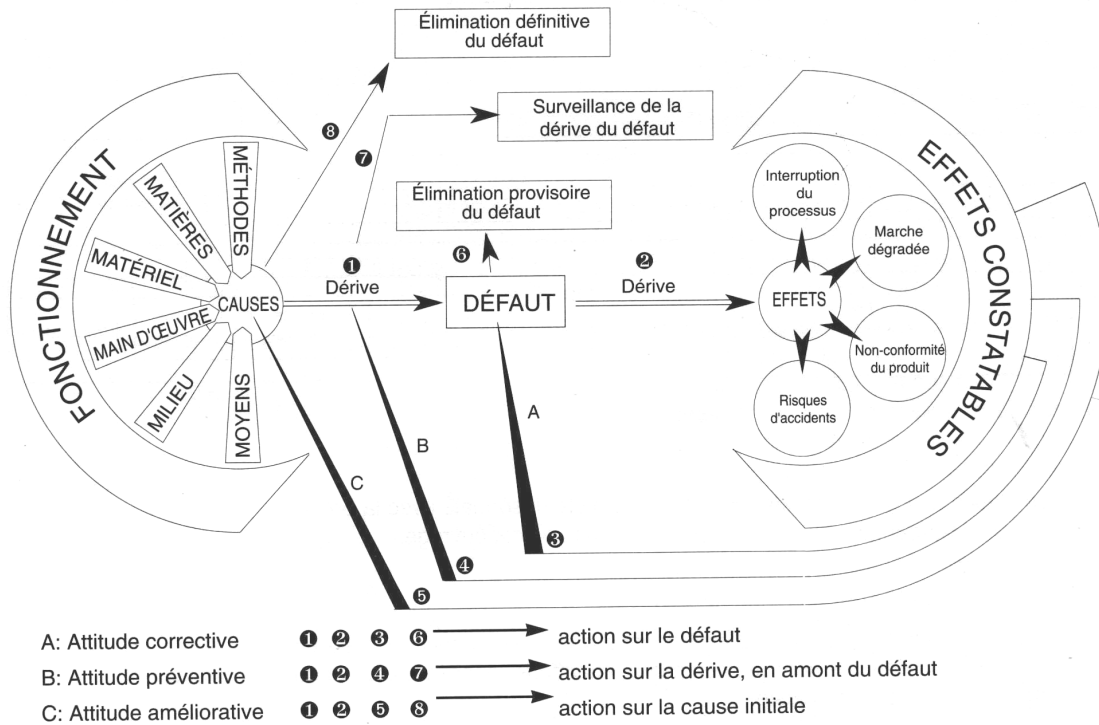 Élimination définitive
du défaut
❽
Surveillance de la
dérive du défaut
❼
Élimination provisoire
du défaut
❻
FONCTIONNEMENT
MÉTHODES
MATIÈRES
MATÉRIEL
MAIN D'ŒUVRE
MILIEU
MOYENS
CAUSES
❶
Dérive
DÉFAUT
❷
Dérive
EFFETS
Interruption
du
processus
Marche
dégradée
Non-conformité
du produit
Risques
d'accidents
EFFETS CONSTATABLES
A
B
C
❸
❹
❺
A: Attitude corrective ❶ ❷ ❸ ❻ action sur le défaut
B: Attitude préventive ❶ ❷ ❹ ❼ action sur la dérive, en amont du défaut
C: Attitude améliorative ❶ ❷ ❺ ❽ action sur la cause initiale